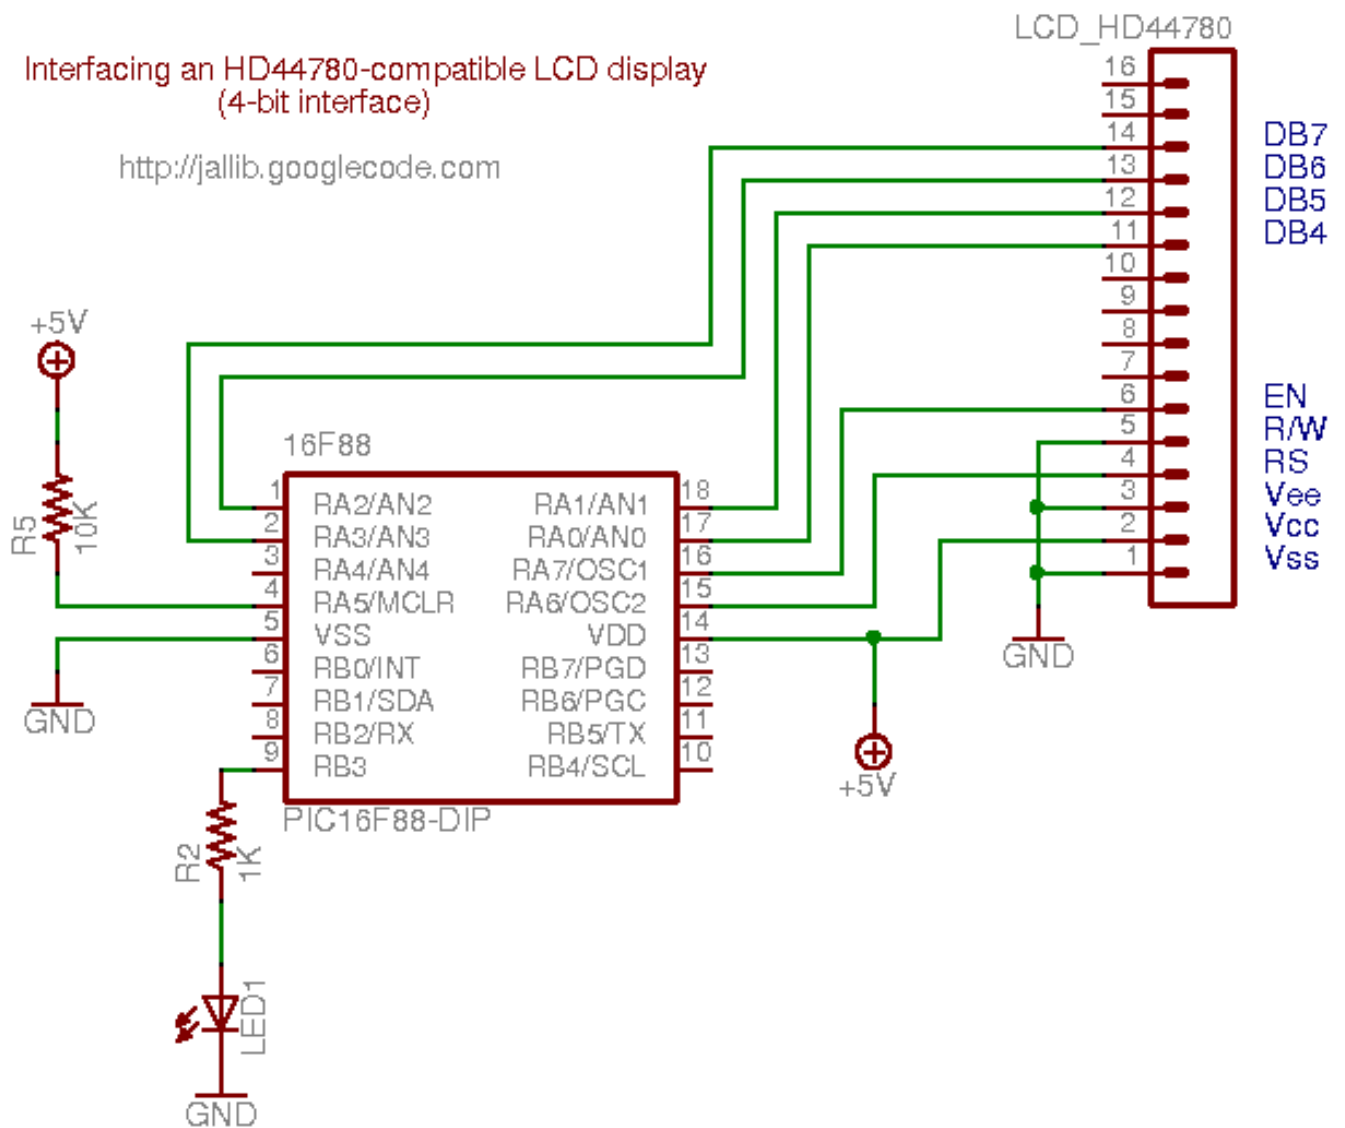 LCD_HD44780
Interfacing an HD44780-compatible LCD display
(4-bit interface)
http://jallib.googlecode.com
16
15
14
13
12
11
10
9
8
7
6
5
4
3
2
1
DB7
DB6
DB5
DB4
EN
R/W
RS
Vee
Vcc
Vss
GND
+5V
R5
10K
GND
16F88
1
2
3
4
5
6
7
8
9
RA2/AN2
RA3/AN3
RA4/AN4
RA5/MCLR
VSS
RB0/INT
RB1/SDA
RB2/RX
RB3
RA1/AN1
RA0/AN0
RA7/OSC1
RA6/OSC2
VDD
RB7/PGD
RB6/PGC
RB5/TX
RB4/SCL
18
17
16
15
14
13
12
11
10
PIC16F88-DIP
+5V
R2
1K
LED1
GND